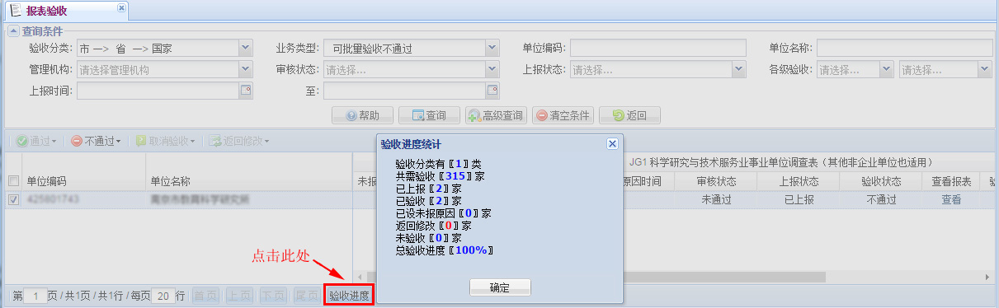 报表验收
查询条件
验收分类: 市 —> 省 —> 国家 业务类型: 可批量验收不通过 单位编码: 单位名称:
管理机构: 请选择管理机构 审核状态: 请选择... 上报状态: 请选择... 各级验收: 请选择... 请选择...
上报时间: 至:
帮助 查询 高级查询 清空条件 返回
通过 不通过 取消验收 返回修改
验收进度统计
验收分类有〖1〗类
共需验收〖315〗家
已上报〖2〗家
已验收〖2〗家
已设未报原因〖0〗家
返回修改〖0〗家
未验收〖0〗家
总验收进度〖100%〗
确定
JG1 科学研究与技术服务业事业单位调查表（其他非企业单位也适用）
单位编码 单位名称 未报 原因时间 审核状态 上报状态 验收状态 查看报表 验
未通过 已上报 不通过 查看
点击此处
第 1 页 / 共1页 / 共1行 / 每页 20 行 首页 上页 下页 尾页 验收进度